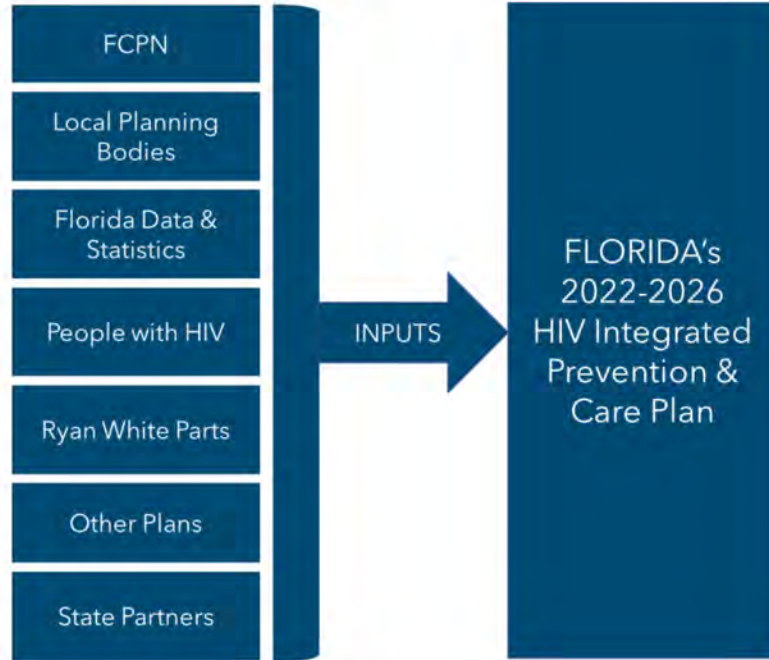 FCPN
Local Planning
Bodies
Florida Data &
Statistics
People with HIV
Ryan White Parts
Other Plans
State Partners
INPUTS
FLORIDA's
2022-2026
HIV Integrated
Prevention &
Care Plan